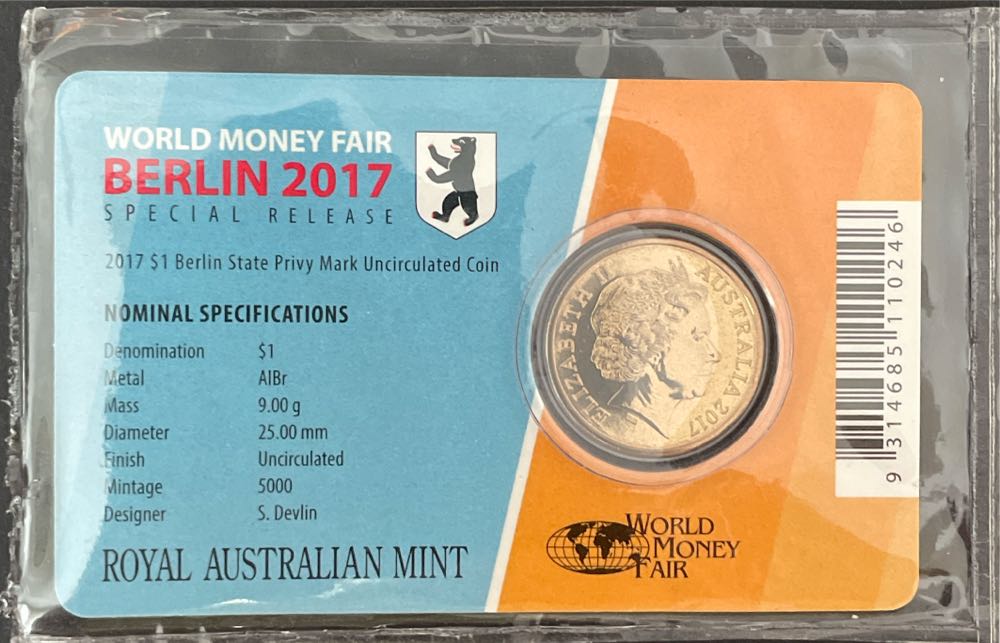 WORLD MONEY FAIR
BERLIN 2017
SPECIAL RELEASE
2017 $1 Berlin State Privy Mark Uncirculated Coin
NOMINAL SPECIFICATIONS
Denomination $1
Metal AlBr
Mass 9.00 g
Diameter 25.00 mm
Finish Uncirculated
Mintage 5000
Designer S. Devlin
ROYAL AUSTRALIAN MINT
ELIZABETH II
AUSTRALIA 2017
WORLD
MONEY
FAIR
9 314685 110246